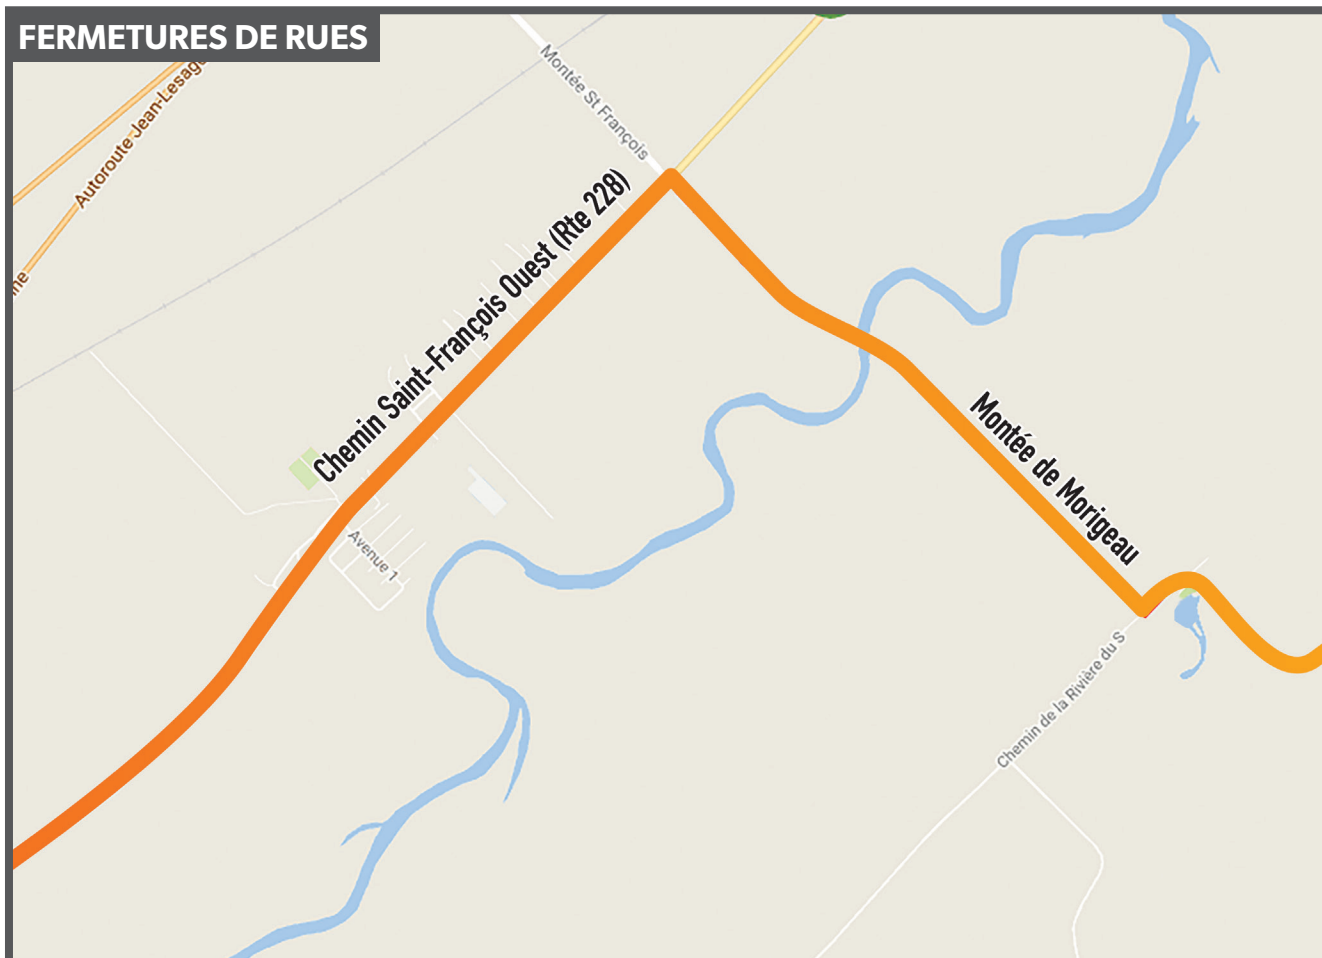 FERMETURES DE RUES
Autoroute Jean-Lesage
Montée St François
Chemin Saint-François Ouest (Rte 228)
Montée de Morigeau
Avenue 1
Chemin de la Rivière du S
ne